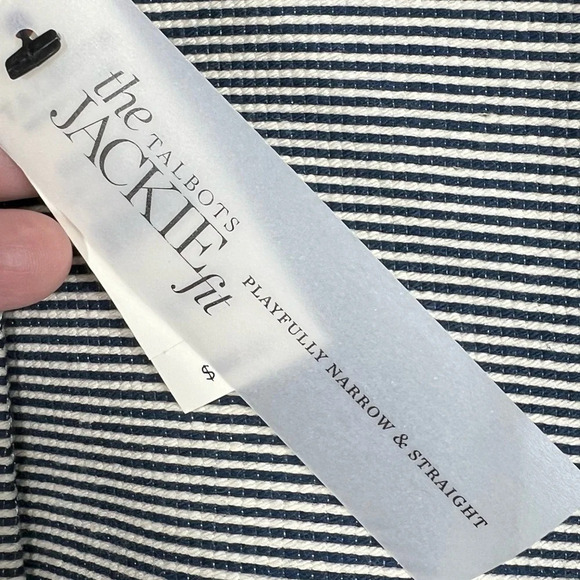 the
TALBOTS
JACKIE
fit
PLAYFULLY NARROW & STRAIGHT
$